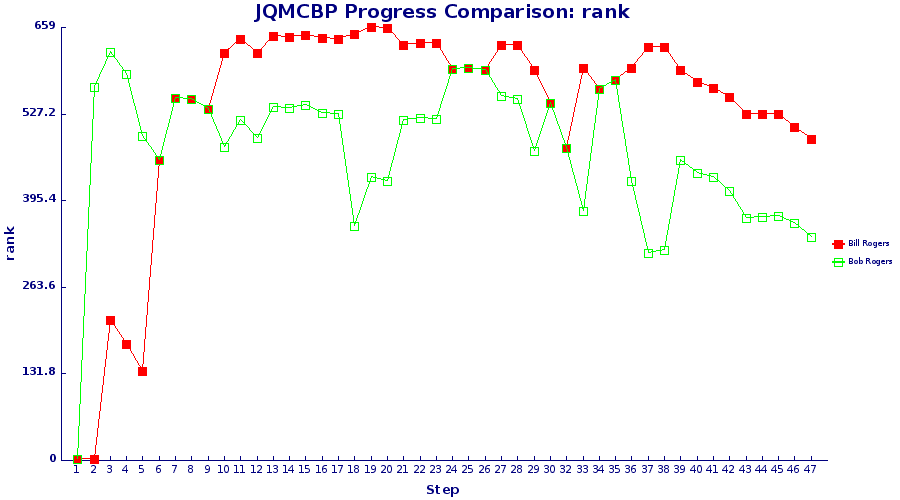 JQMCBP Progress Comparison: rank
659
527.2
395.4
263.6
131.8
0
rank
1 2 3 4 5 6 7 8 9 10 11 12 13 14 15 16 17 18 19 20 21 22 23 24 25 26 27 28 29 30 32 33 34 35 36 37 38 39 40 41 42 43 44 45 46 47
Step
Bill Rogers
Bob Rogers